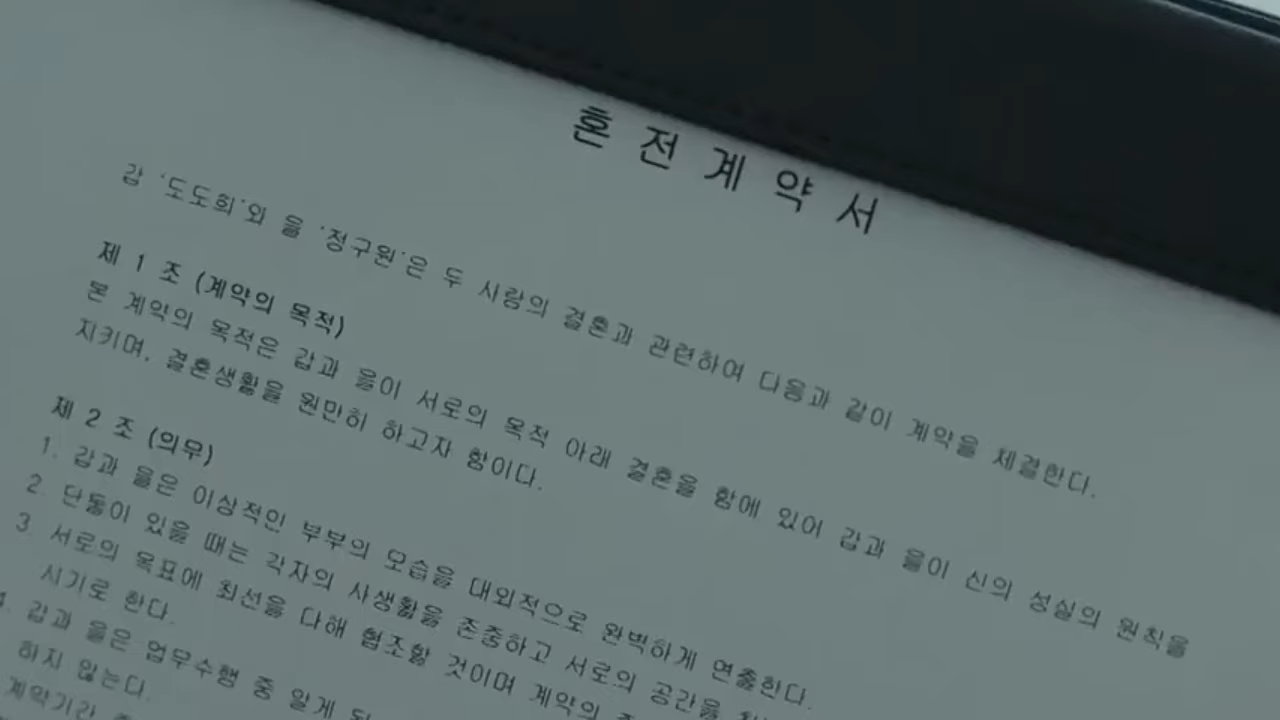 혼전계약서
갑 '도도희'와 을 '정구원'은 두 사람의 결혼과 관련하여 다음과 같이 계약을 체결한다.
제 1 조 (계약의 목적)
본 계약의 목적은 갑과 을이 서로의 목적 아래 결혼을 함에 있어 갑과 을이 신의 성실의 원칙을
지키며, 결혼생활을 원만히 하고자 함이다.
제 2 조 (의무)
1. 갑과 을은 이상적인 부부의 모습을 대외적으로 완벽하게 연출한다.
2. 단둘이 있을 때는 각자의 사생활을 존중하고 서로의 공간을
3. 서로의 목표에 최선을 다해 협조할 것이며 계약의
시기로 한다.
4. 갑과 을은 업무수행 중 알게 된
하지 않는다.
계약기간